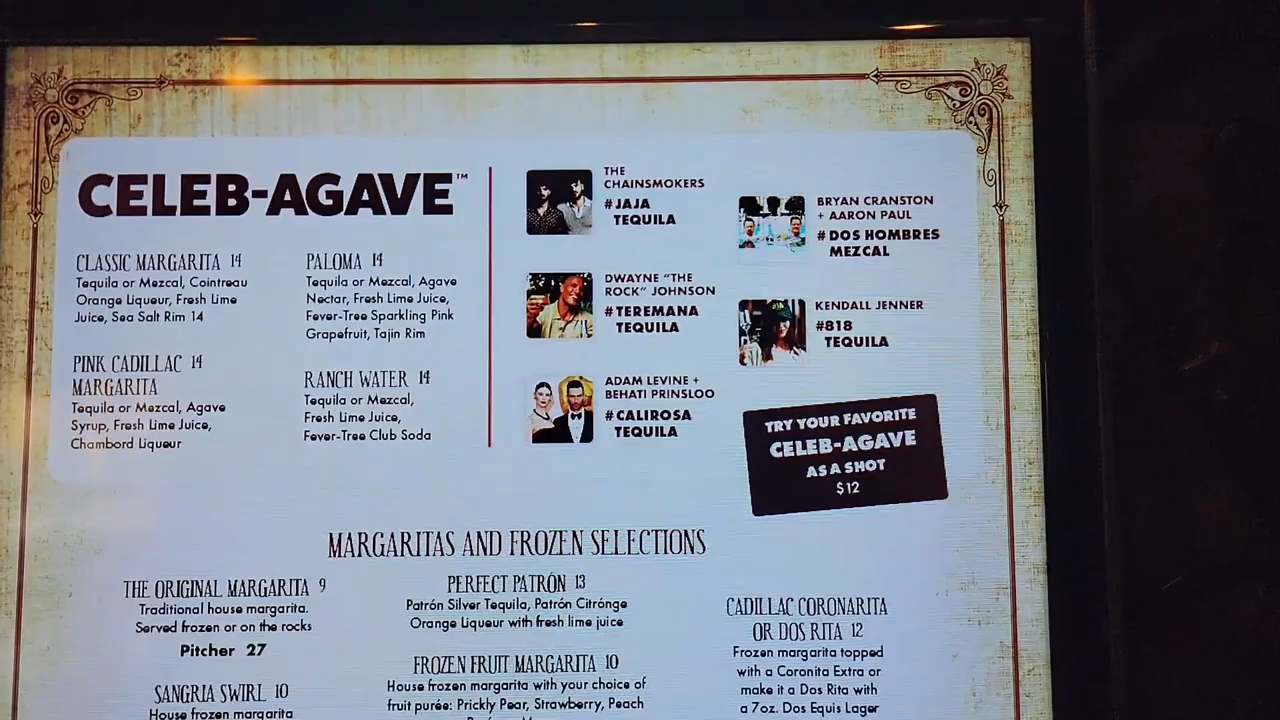 CELEB-AGAVE™
CLASSIC MARGARITA 14
Tequila or Mezcal, Cointreau
Orange Liqueur, Fresh Lime
Juice, Sea Salt Rim 14
PINK CADILLAC 14
MARGARITA
Tequila or Mezcal, Agave
Syrup, Fresh Lime Juice,
Chambord Liqueur
PALOMA 14
Tequila or Mezcal, Agave
Nectar, Fresh Lime Juice,
Fever-Tree Sparkling Pink
Grapefruit, Tajin Rim
RANCH WATER 14
Tequila or Mezcal,
Fresh Lime Juice,
Fever-Tree Club Soda
THE
CHAINSMOKERS
#JAJA
TEQUILA
DWAYNE "THE
ROCK" JOHNSON
#TEREMANA
TEQUILA
ADAM LEVINE +
BEHATI PRINSLOO
#CALIROSA
TEQUILA
BRYAN CRANSTON
+ AARON PAUL
#DOS HOMBRES
MEZCAL
KENDALL JENNER
#818
TEQUILA
TRY YOUR FAVORITE
CELEB-AGAVE
AS A SHOT
$12
MARGARITAS AND FROZEN SELECTIONS
THE ORIGINAL MARGARITA 9
Traditional house margarita.
Served frozen or on the rocks
Pitcher 27
SANGRIA SWIRL 10
House frozen margarita
PERFECT PATRÓN 13
Patrón Silver Tequila, Patrón Citrónge
Orange Liqueur with fresh lime juice
FROZEN FRUIT MARGARITA 10
House frozen margarita with your choice of
fruit purée: Prickly Pear, Strawberry, Peach
CADILLAC CORONARITA
OR DOS RITA 12
Frozen margarita topped
with a Coronita Extra or
make it a Dos Rita with
a 7oz. Dos Equis Lager